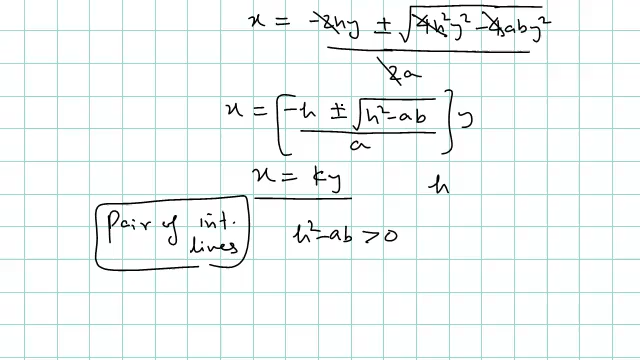 x = -2hy ± √4h²y² - 4aby²
2a
x = [ -h ± √h² - ab ] y
a
x = ky h
Pair of int. lines
h² - ab > 0